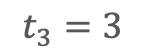 t₃ = 3